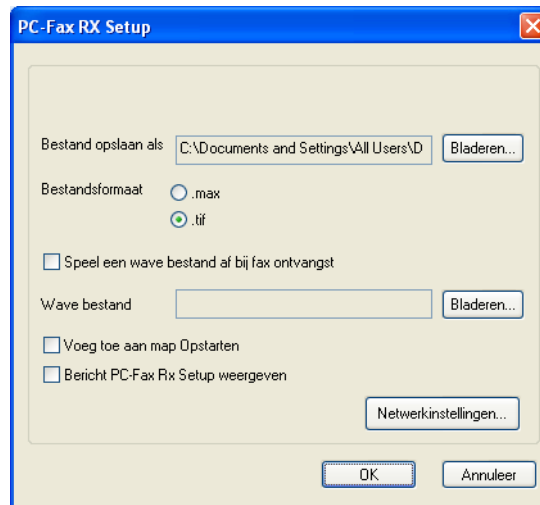 PC-Fax RX Setup
Bestand opslaan als C:\Documents and Settings\All Users\D Bladeren...
Bestandsformaat .max
.tif
Speel een wave bestand af bij fax ontvangst
Wave bestand Bladeren...
Voeg toe aan map Opstarten
Bericht PC-Fax Rx Setup weergeven
Netwerkinstellingen...
OK Annuleer